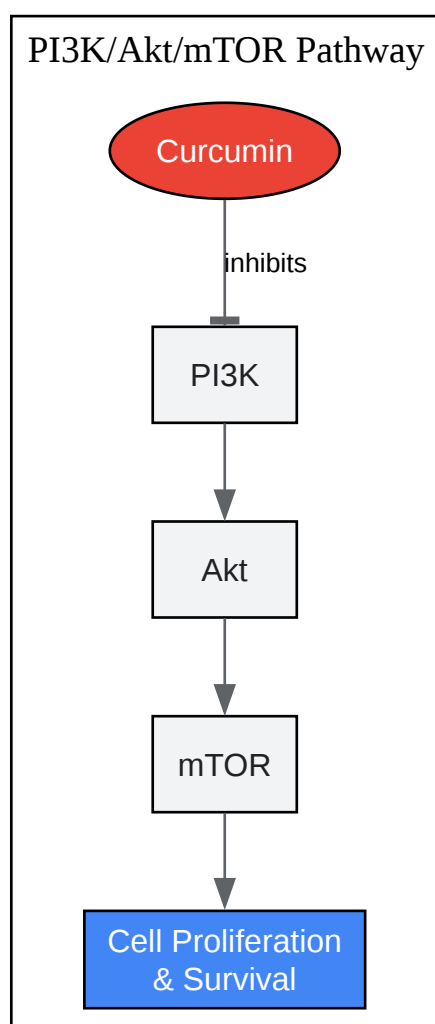 PI3K/Akt/mTOR Pathway
Curcumin
inhibits
PI3K
Akt
mTOR
Cell Proliferation
& Survival